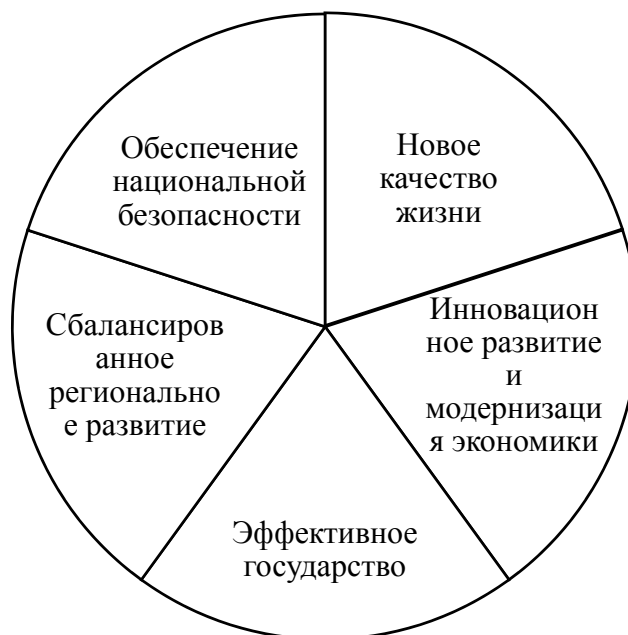 Обеспечение
национальной
безопасности
Новое
качество
жизни
Инновацион
ное развитие
и
модернизаци
я экономики
Эффективное
государство
Сбалансиров
анное
регионально
е развитие